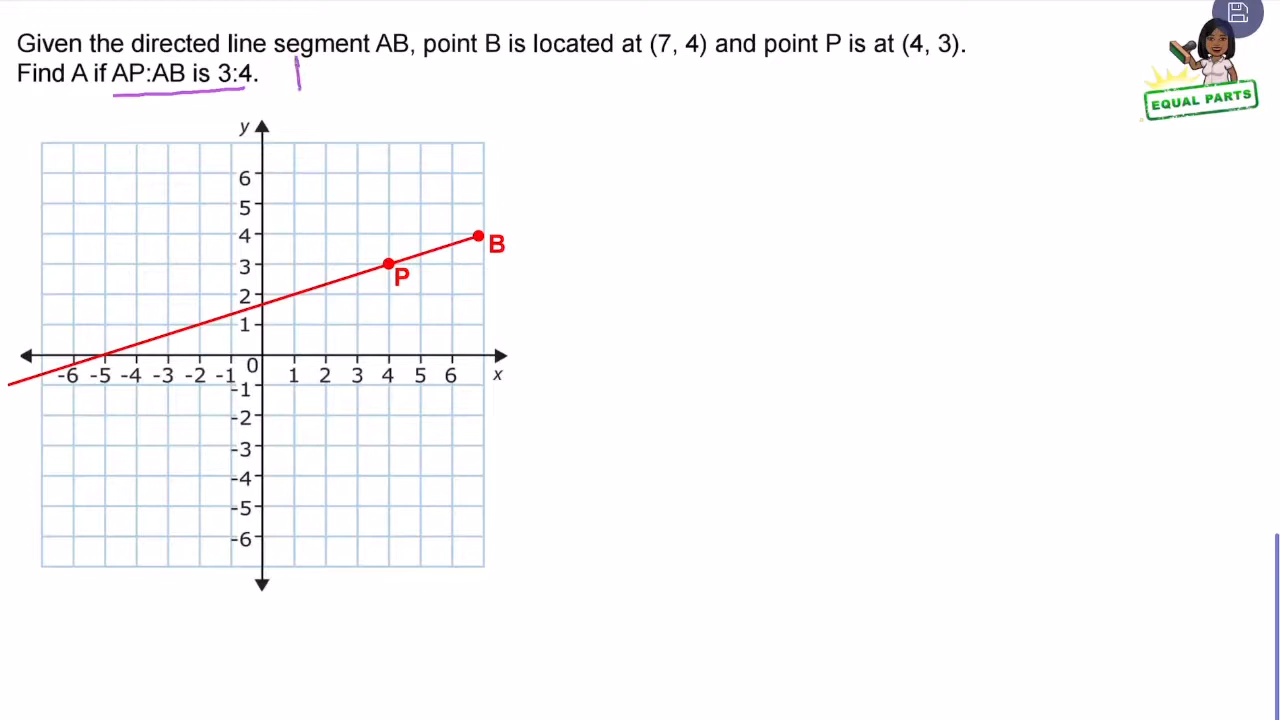 Given the directed line segment AB, point B is located at (7, 4) and point P is at (4, 3).
Find A if AP:AB is 3:4.
EQUAL PARTS
y
6
5
4
B
3
P
2
1
0
-6 -5 -4 -3 -2 -1 1 2 3 4 5 6 x
-1
-2
-3
-4
-5
-6